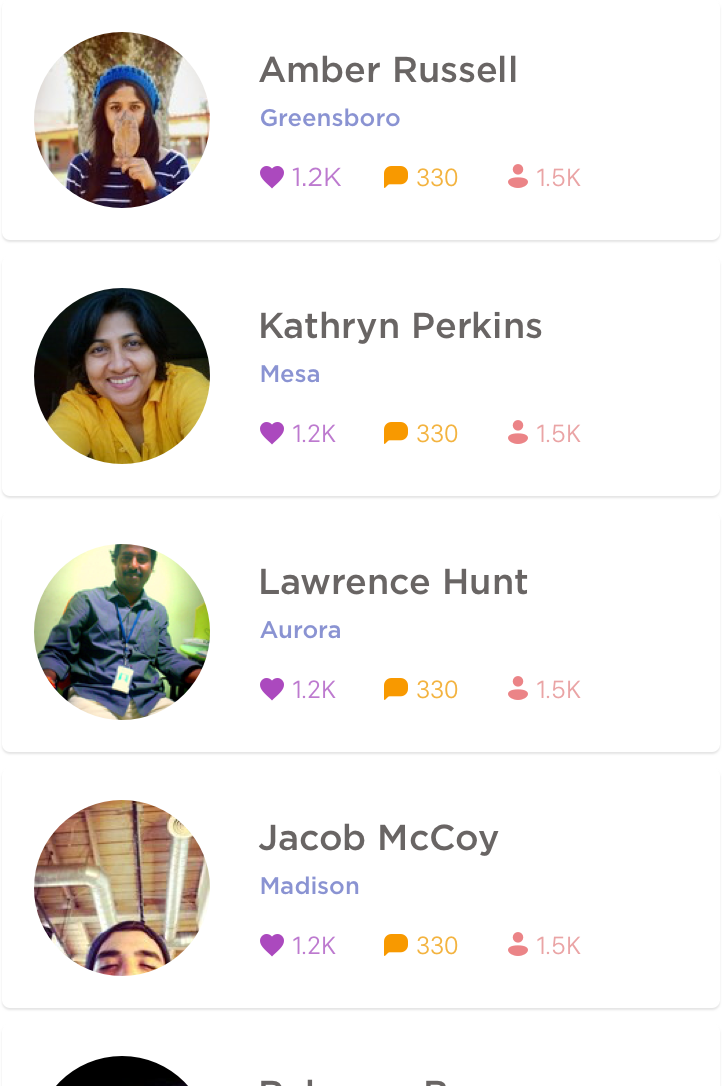 Amber Russell
Greensboro
1.2K 330 1.5K
Kathryn Perkins
Mesa
1.2K 330 1.5K
Lawrence Hunt
Aurora
1.2K 330 1.5K
Jacob McCoy
Madison
1.2K 330 1.5K